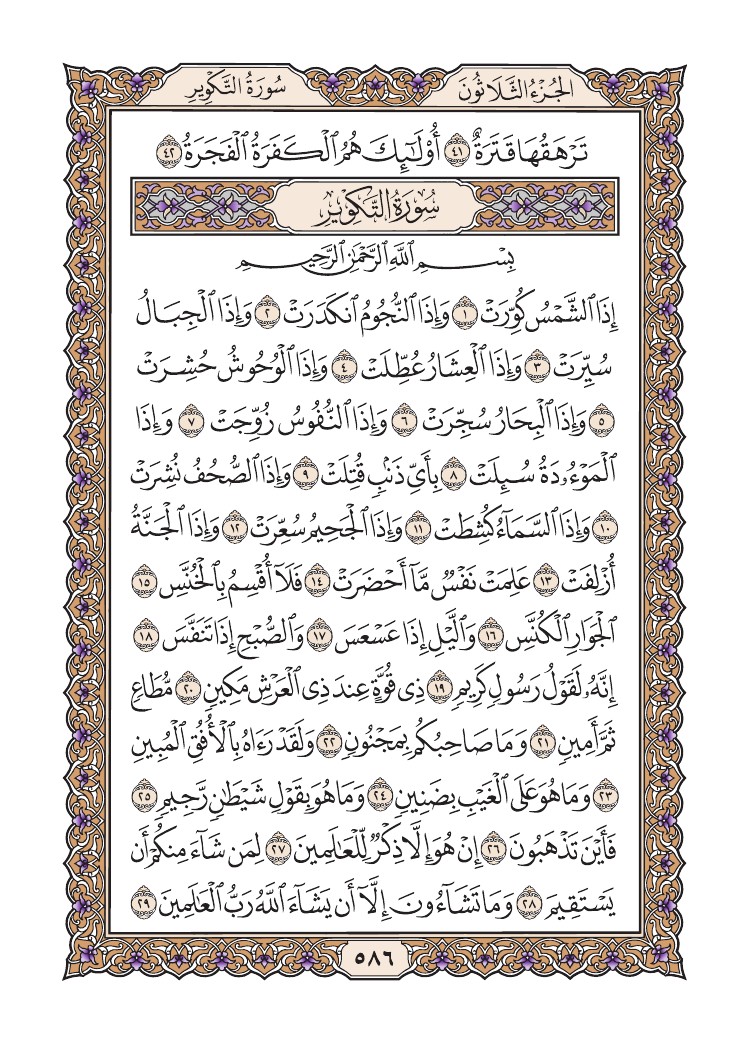 الجُزْءُ الثَّلَاثُونَ
سُورَةُ التَّكْوِيرِ
تَرْهَقُهَا قَتَرَةٌ ٤١ أُوْلَٰٓئِكَ هُمُ ٱلْكَفَرَةُ ٱلْفَجَرَةُ ٤٢
سُورَةُ التَّكْوِيرِ
بِسْمِ ٱللَّهِ ٱلرَّحْمَٰنِ ٱلرَّحِيمِ
إِذَا ٱلشَّمْسُ كُوِّرَتْ ١ وَإِذَا ٱلنُّجُومُ ٱنكَدَرَتْ ٢ وَإِذَا ٱلْجِبَالُ
سُيِّرَتْ ٣ وَإِذَا ٱلْعِشَارُ عُطِّلَتْ ٤ وَإِذَا ٱلْوُحُوشُ حُشِرَتْ
٥ وَإِذَا ٱلْبِحَارُ سُجِّرَتْ ٦ وَإِذَا ٱلنُّفُوسُ زُوِّجَتْ ٧ وَإِذَا
ٱلْمَوْءُۥدَةُ سُئِلَتْ ٨ بِأَيِّ ذَنۢبٍ قُتِلَتْ ٩ وَإِذَا ٱلصُّحُفُ نُشِرَتْ
١٠ وَإِذَا ٱلسَّمَآءُ كُشِطَتْ ١١ وَإِذَا ٱلْجَحِيمُ سُعِّرَتْ ١٢ وَإِذَا ٱلْجَنَّةُ
أُزْلِفَتْ ١٣ عَلِمَتْ نَفْسٌ مَّآ أَحْضَرَتْ ١٤ فَلَآ أُقْسِمُ بِٱلْخُنَّسِ ١٥
ٱلْجَوَارِ ٱلْكُنَّسِ ١٦ وَٱلَّيْلِ إِذَا عَسْعَسَ ١٧ وَٱلصُّبْحِ إِذَا تَنَفَّسَ ١٨
إِنَّهُۥ لَقَوْلُ رَسُولٍ كَرِيمٍ ١٩ ذِي قُوَّةٍ عِندَ ذِي ٱلْعَرْشِ مَكِينٍ ٢٠ مُّطَاعٍ
ثَمَّ أَمِينٍ ٢١ وَمَا صَاحِبُكُم بِمَجْنُونٍ ٢٢ وَلَقَدْ رَءَاهُ بِٱلْأُفُقِ ٱلْمُبِينِ
٢٣ وَمَا هُوَ عَلَى ٱلْغَيْبِ بِضَنِينٍ ٢٤ وَمَا هُوَ بِقَوْلِ شَيْطَٰنٍ رَّجِيمٍ ٢٥
فَأَيْنَ تَذْهَبُونَ ٢٦ إِنْ هُوَ إِلَّا ذِكْرٌ لِّلْعَٰلَمِينَ ٢٧ لِمَن شَآءَ مِنكُمْ أَن
يَسْتَقِيمَ ٢٨ وَمَا تَشَآءُونَ إِلَّآ أَن يَشَآءَ ٱللَّهُ رَبُّ ٱلْعَٰلَمِينَ ٢٩
٥٨٦